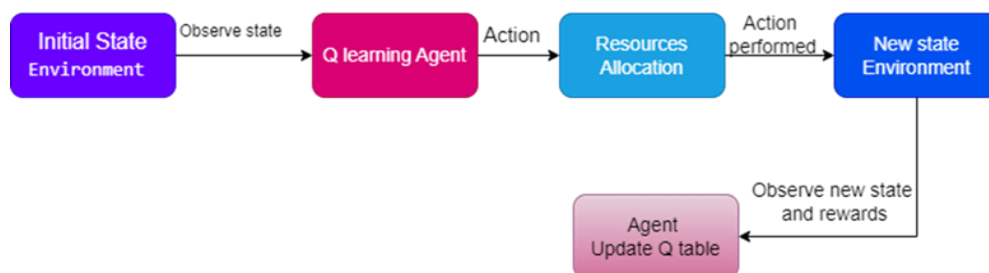 Initial State
Environment
Observe state
Q learning Agent
Action
Resources
Allocation
Action
performed
New state
Environment
Observe new state
and rewards
Agent
Update Q table